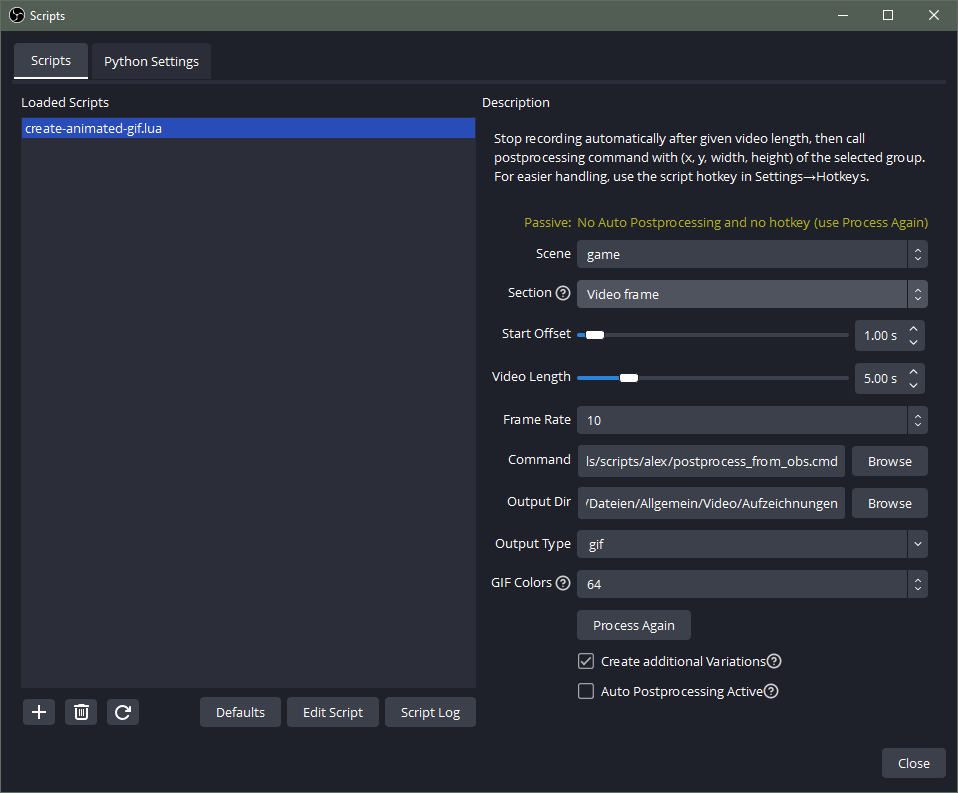 Scripts
Scripts
Python Settings
Loaded Scripts
create-animated-gif.lua
Defaults
Edit Script
Script Log
Description
Stop recording automatically after given video length, then call
postprocessing command with (x, y, width, height) of the selected group.
For easier handling, use the script hotkey in Settings→Hotkeys.
Passive: No Auto Postprocessing and no hotkey (use Process Again)
Scene game
Section Video frame
Start Offset 1.00 s
Video Length 5.00 s
Frame Rate 10
Command ls/scripts/alex/postprocess_from_obs.cmd Browse
Output Dir /Dateien/Allgemein/Video/Aufzeichnungen Browse
Output Type gif
GIF Colors 64
Process Again
Create additional Variations
Auto Postprocessing Active
Close